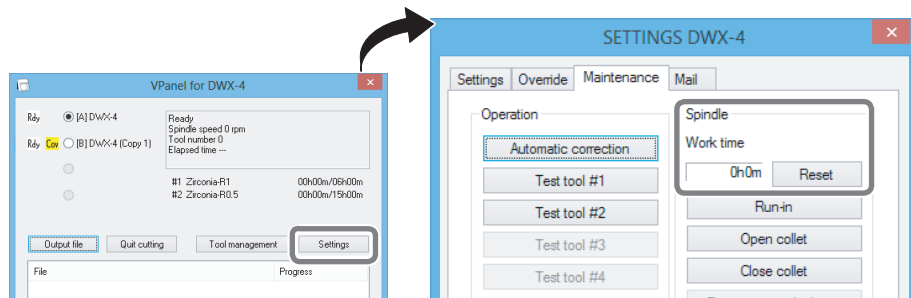 VPanel for DWX-4
Rdy [A] DWX-4
Rdy Cov [B] DWX-4 (Copy 1)
Ready
Spindle speed 0 rpm
Tool number 0
Elapsed time ---
#1 Zirconia-R1 00h00m/06h00m
#2 Zirconia-R0.5 00h00m/15h00m
Output file Quit cutting Tool management Settings
File Progress
SETTINGS DWX-4
Settings Override Maintenance Mail
Operation
Automatic correction
Test tool #1
Test tool #2
Test tool #3
Test tool #4
Spindle
Work time
0h0m Reset
Run-in
Open collet
Close collet